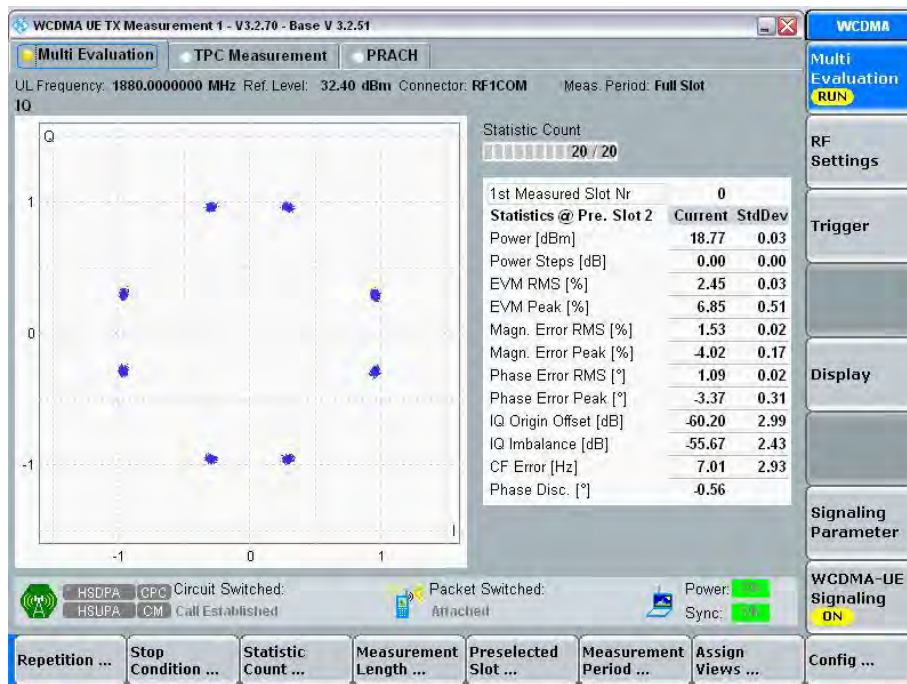 WCDMA UE TX Measurement 1 - V3.2.70 - Base V 3.2.51
WCDMA
Multi Evaluation
TPC Measurement
PRACH
UL Frequency: 1880.0000000 MHz Ref. Level: 32.40 dBm Connector: RF1COM Meas. Period: Full Slot
IQ
Q
1
0
-1
-1 0 1
I
Statistic Count
20 / 20
1st Measured Slot Nr 0
Statistics @ Pre. Slot 2 Current StdDev
Power [dBm] 18.77 0.03
Power Steps [dB] 0.00 0.00
EVM RMS [%] 2.45 0.03
EVM Peak [%] 6.85 0.51
Magn. Error RMS [%] 1.53 0.02
Magn. Error Peak [%] -4.02 0.17
Phase Error RMS [°] 1.09 0.02
Phase Error Peak [°] -3.37 0.31
IQ Origin Offset [dB] -60.20 2.99
IQ Imbalance [dB] -55.67 2.43
CF Error [Hz] 7.01 2.93
Phase Disc. [°] -0.56
Multi
Evaluation
RUN
RF
Settings
Trigger
Display
Signaling
Parameter
WCDMA-UE
Signaling
ON
HSDPA CPC Circuit Switched:
HSUPA CM Call Established
Packet Switched:
Attached
Power:
Sync:
Repetition ...
Stop
Condition ...
Statistic
Count ...
Measurement
Length ...
Preselected
Slot ...
Measurement
Period ...
Assign
Views ...
Config ...